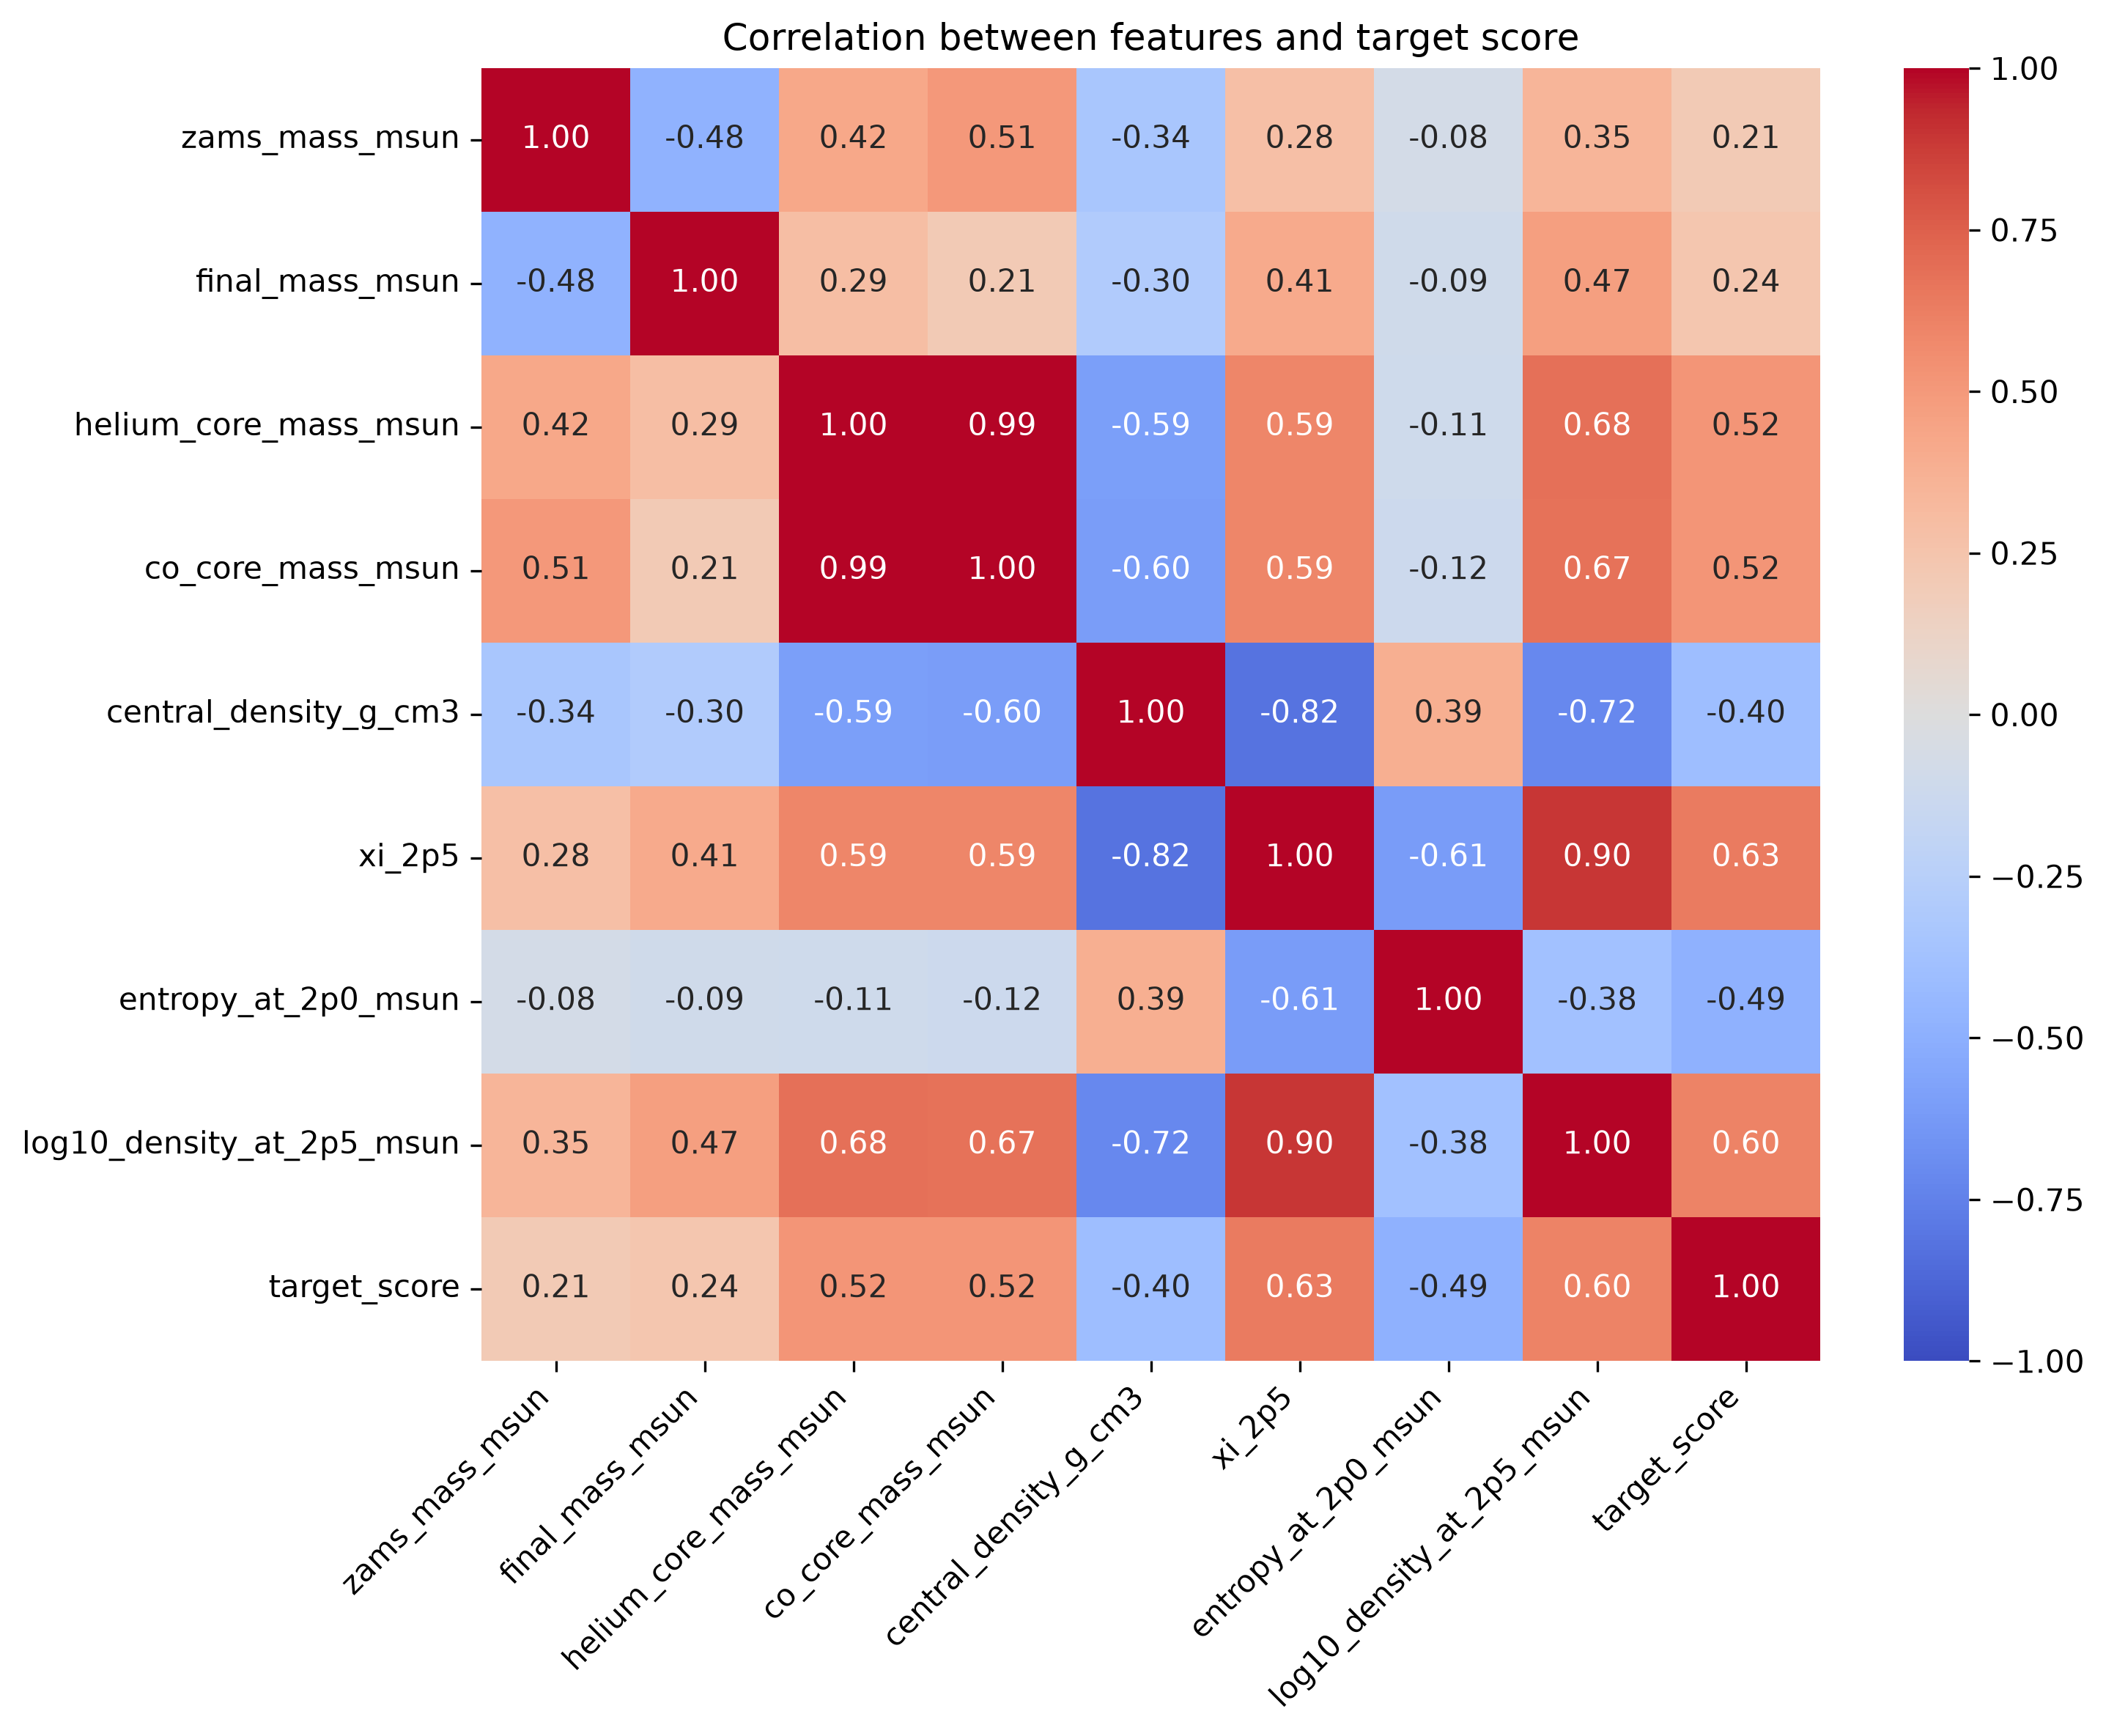 Correlation between features and target score
zams_mass_msun 1.00 -0.48 0.42 0.51 -0.34 0.28 -0.08 0.35 0.21
final_mass_msun -0.48 1.00 0.29 0.21 -0.30 0.41 -0.09 0.47 0.24
helium_core_mass_msun 0.42 0.29 1.00 0.99 -0.59 0.59 -0.11 0.68 0.52
co_core_mass_msun 0.51 0.21 0.99 1.00 -0.60 0.59 -0.12 0.67 0.52
central_density_g_cm3 -0.34 -0.30 -0.59 -0.60 1.00 -0.82 0.39 -0.72 -0.40
xi_2p5 0.28 0.41 0.59 0.59 -0.82 1.00 -0.61 0.90 0.63
entropy_at_2p0_msun -0.08 -0.09 -0.11 -0.12 0.39 -0.61 1.00 -0.38 -0.49
log10_density_at_2p5_msun 0.35 0.47 0.68 0.67 -0.72 0.90 -0.38 1.00 0.60
target_score 0.21 0.24 0.52 0.52 -0.40 0.63 -0.49 0.60 1.00
zams_mass_msun
final_mass_msun
helium_core_mass_msun
co_core_mass_msun
central_density_g_cm3
xi_2p5
entropy_at_2p0_msun
log10_density_at_2p5_msun
target_score
1.00
0.75
0.50
0.25
0.00
−0.25
−0.50
−0.75
−1.00